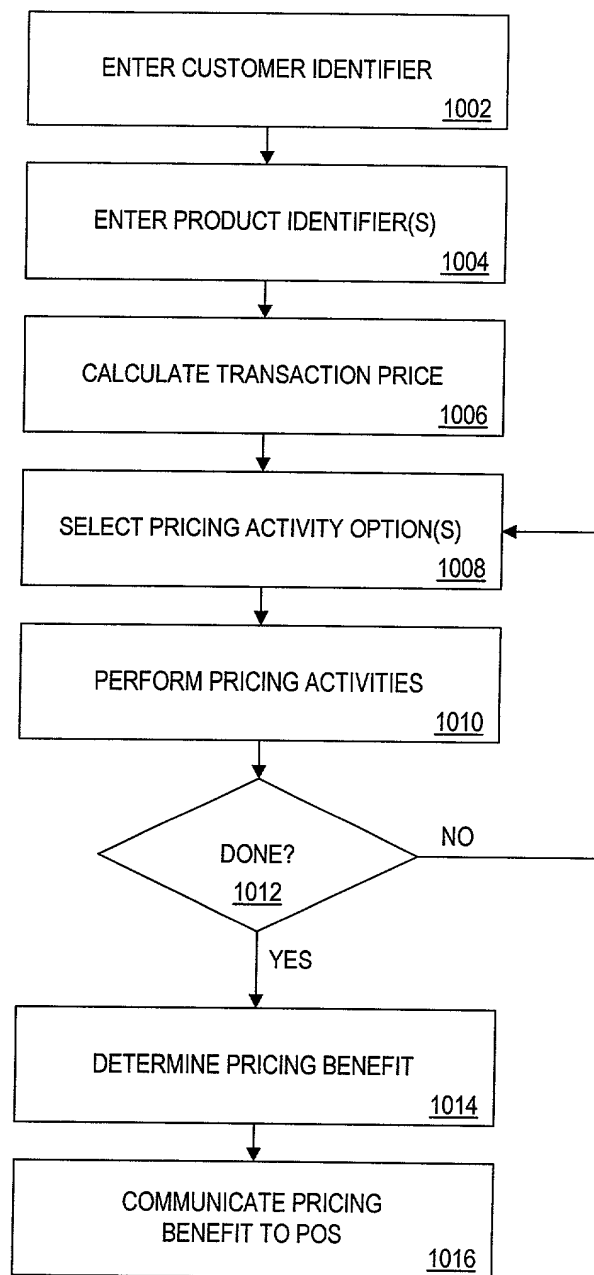 ENTER CUSTOMER IDENTIFIER
1002
ENTER PRODUCT IDENTIFIER(S)
1004
CALCULATE TRANSACTION PRICE
1006
SELECT PRICING ACTIVITY OPTION(S)
1008
PERFORM PRICING ACTIVITIES
1010
DONE?
1012
NO
YES
DETERMINE PRICING BENEFIT
1014
COMMUNICATE PRICING
BENEFIT TO POS
1016